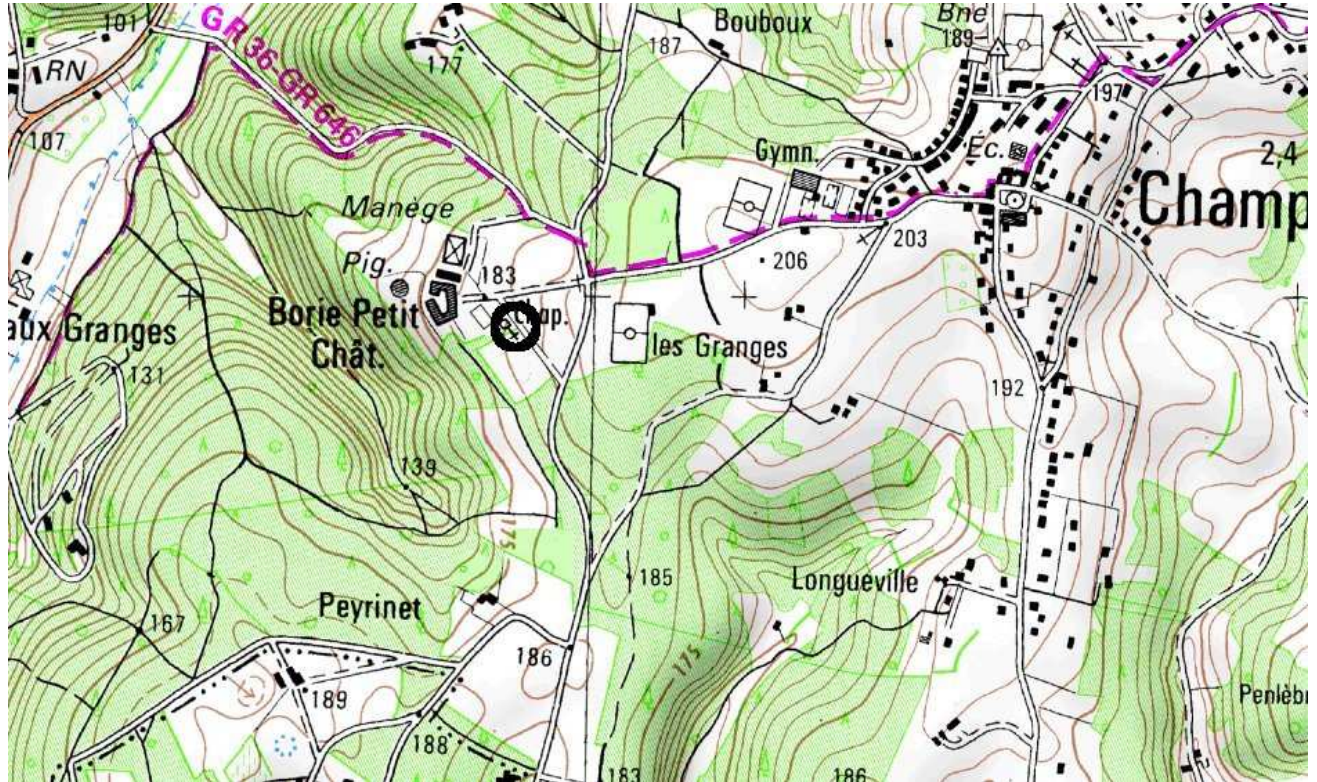 101
RN
107
GR 36-GR 646
177
187
Bouboux
Bne
189
197
Gymn.
Éc.
2,4
Champ
Manège
Pig.
183
203
206
Borie Petit
Chât.
aux Granges
131
les Granges
192
139
175
185
Longueville
Peyrinet
167
186
175
189
188
183
186
Penlèb